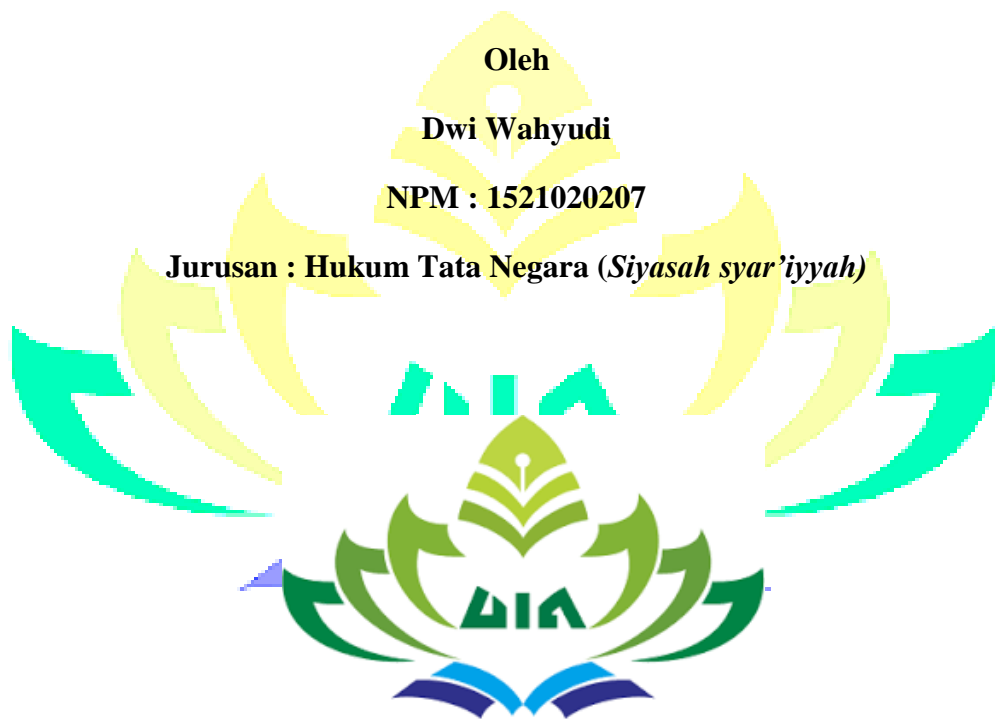 Oleh
Dwi Wahyudi
NPM : 1521020207
Jurusan : Hukum Tata Negara (Siyasah syar’iyyah)